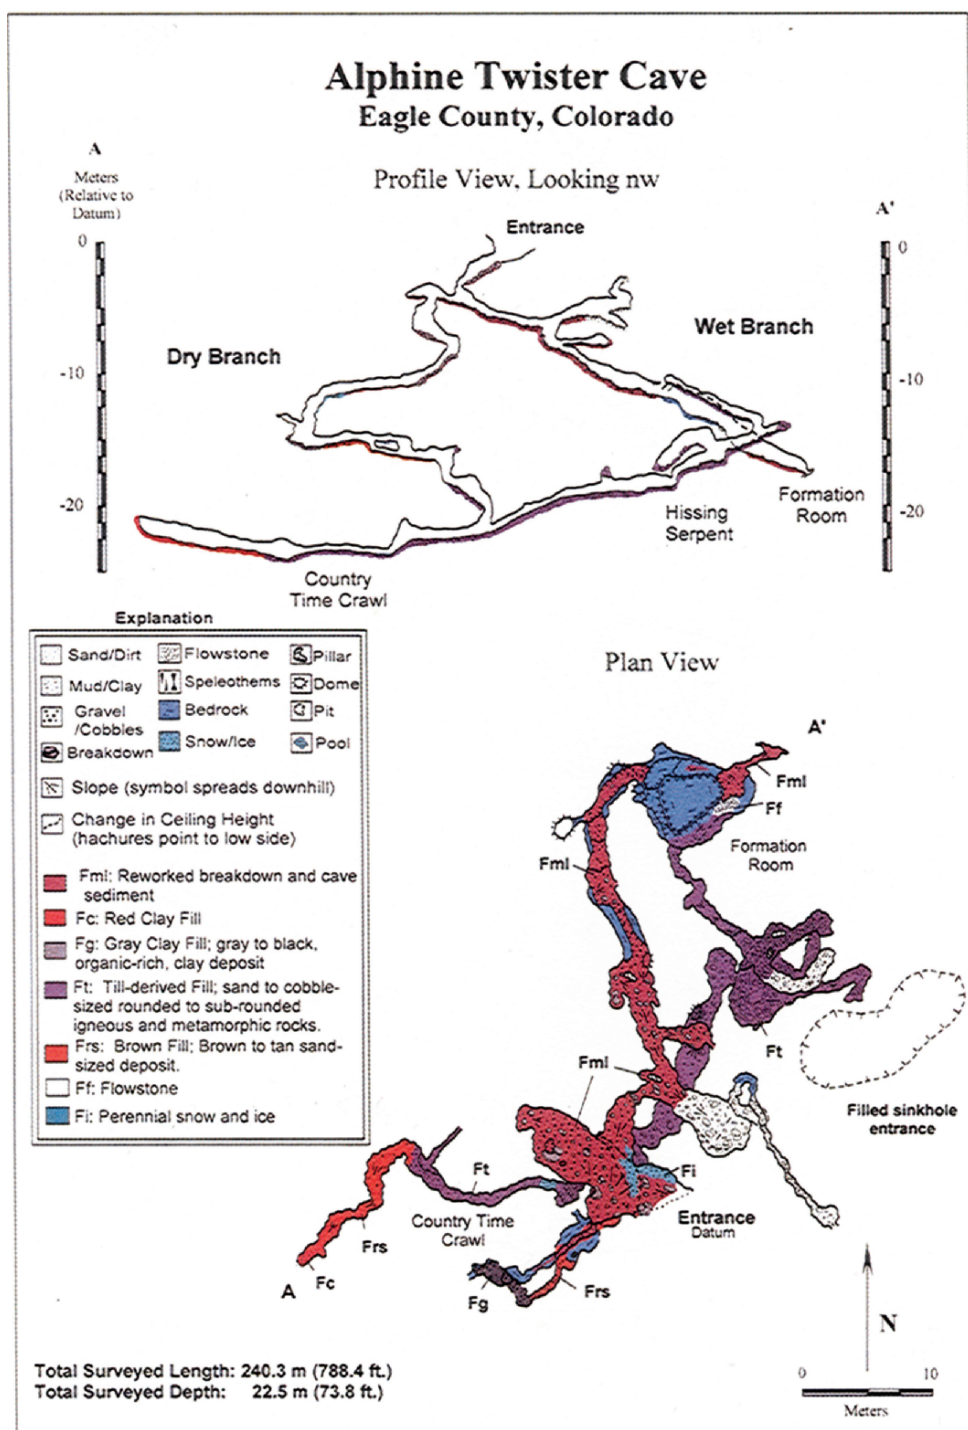 Alphine Twister Cave
Eagle County, Colorado
Profile View, Looking nw
A
Meters
(Relative to
Datum)
A'
0
-10
-20
0
-10
-20
Entrance
Dry Branch
Wet Branch
Hissing
Serpent
Formation
Room
Country
Time Crawl
Explanation
Sand/Dirt
Flowstone
Pillar
Mud/Clay
Speleothems
Dome
Gravel
/Cobbles
Bedrock
Pit
Breakdown
Snow/Ice
Pool
Slope (symbol spreads downhill)
Change in Ceiling Height
(hachures point to low side)
Fml: Reworked breakdown and cave
sediment
Fc: Red Clay Fill
Fg: Gray Clay Fill; gray to black,
organic-rich, clay deposit
Ft: Till-derived Fill; sand to cobble-
sized rounded to sub-rounded
igneous and metamorphic rocks.
Frs: Brown Fill; Brown to tan sand-
sized deposit.
Ff: Flowstone
Fi: Perennial snow and ice
Plan View
A'
Fml
Ff
Formation
Room
Fml
Ft
Fml
Filled sinkhole
entrance
Fi
Ft
Country Time
Crawl
Entrance
Datum
Frs
Fc
A
Fg
Frs
N
Total Surveyed Length: 240.3 m (788.4 ft.)
Total Surveyed Depth: 22.5 m (73.8 ft.)
0
10
Meters